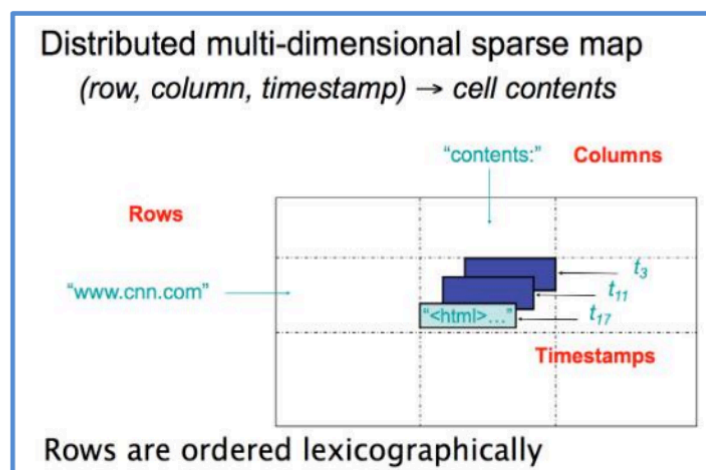 Distributed multi-dimensional sparse map
(row, column, timestamp) → cell contents
“contents:”
Columns
Rows
“www.cnn.com”
t3
t11
“<html>…”
t17
Timestamps
Rows are ordered lexicographically